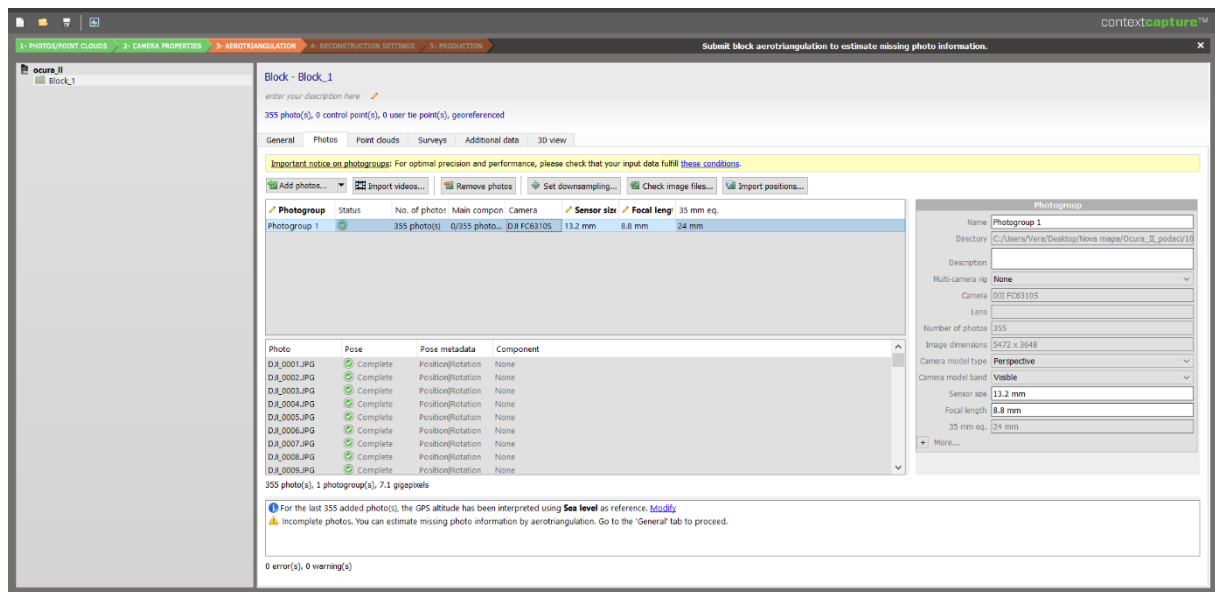 contextcapture™
1- PHOTOS/POINT CLOUDS 2- CAMERA PROPERTIES 3- AEROTRIANGULATION 4- RECONSTRUCTION SETTINGS 5- PRODUCTION Submit block aerotriangulation to estimate missing photo information.
ocura_II
Block_1
Block - Block_1
enter your description here
355 photo(s), 0 control point(s), 0 user tie point(s), georeferenced
General Photos Point clouds Surveys Additional data 3D view
Important notice on photogroups: For optimal precision and performance, please check that your input data fulfill these conditions.
Add photos... Import videos... Remove photos Set downsampling... Check image files... Import positions...
Photogroup Status No. of photos Main compon Camera Sensor size Focal lengt 35 mm eq.
Photogroup 1 355 photo(s) 0/355 photo... DJI FC6310S 13.2 mm 8.8 mm 24 mm
Photogroup
Name Photogroup 1
Directory C:/Users/Vera/Desktop/Nova mapa/Ocura_II_podaci/10
Description
Multi-camera rig None
Camera DJI FC6310S
Lens
Number of photos 355
Image dimensions 5472 x 3648
Camera model type Perspective
Camera model band Visible
Sensor size 13.2 mm
Focal length 8.8 mm
35 mm eq. 24 mm
+ More...
Photo Pose Pose metadata Component
DJI_0001.JPG Complete Position|Rotation None
DJI_0002.JPG Complete Position|Rotation None
DJI_0003.JPG Complete Position|Rotation None
DJI_0004.JPG Complete Position|Rotation None
DJI_0005.JPG Complete Position|Rotation None
DJI_0006.JPG Complete Position|Rotation None
DJI_0007.JPG Complete Position|Rotation None
DJI_0008.JPG Complete Position|Rotation None
DJI_0009.JPG Complete Position|Rotation None
355 photo(s), 1 photogroup(s), 7.1 gigapixels
For the last 355 added photo(s), the GPS altitude has been interpreted using Sea level as reference. Modify
Incomplete photos. You can estimate missing photo information by aerotriangulation. Go to the 'General' tab to proceed.
0 error(s), 0 warning(s)